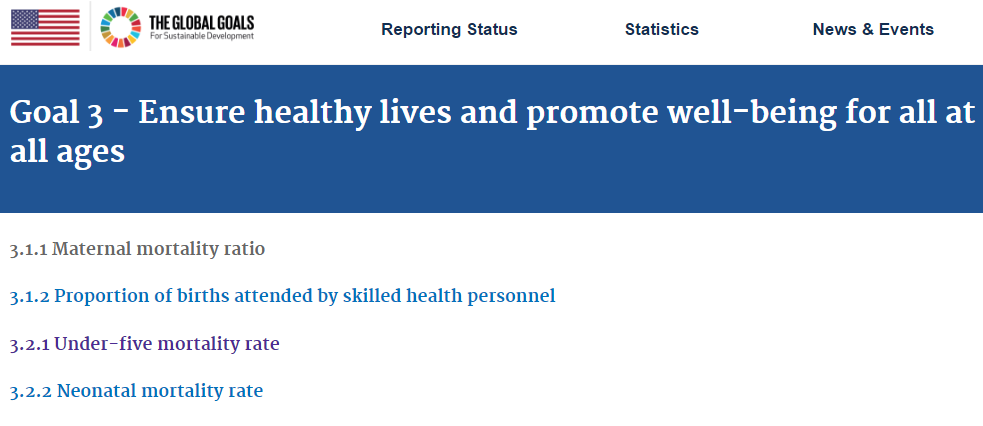 THE GLOBAL GOALS
For Sustainable Development
Reporting Status
Statistics
News & Events
Goal 3 – Ensure healthy lives and promote well-being for all at
all ages
3.1.1 Maternal mortality ratio
3.1.2 Proportion of births attended by skilled health personnel
3.2.1 Under-five mortality rate
3.2.2 Neonatal mortality rate